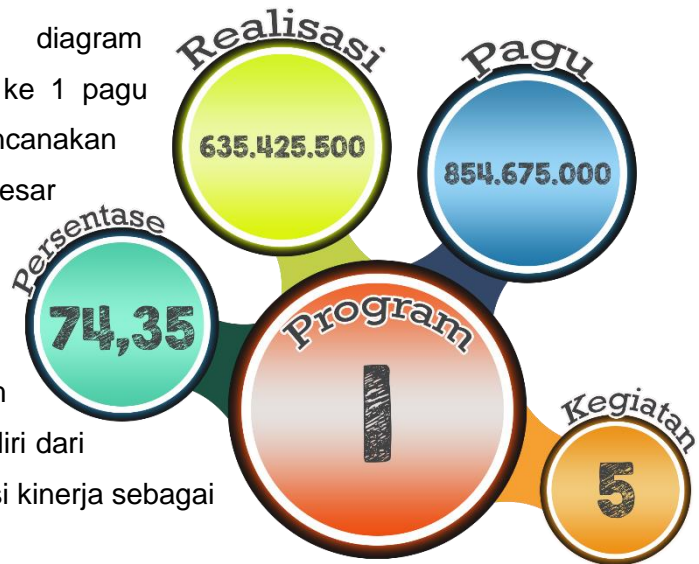 diagram
ke 1 pagu
ncanakan
esar
n
liri dari
si kinerja sebagai
Realisasi
635.425.500
Pagu
854.675.000
Persentase
74,35
Program
1
Kegiatan
5